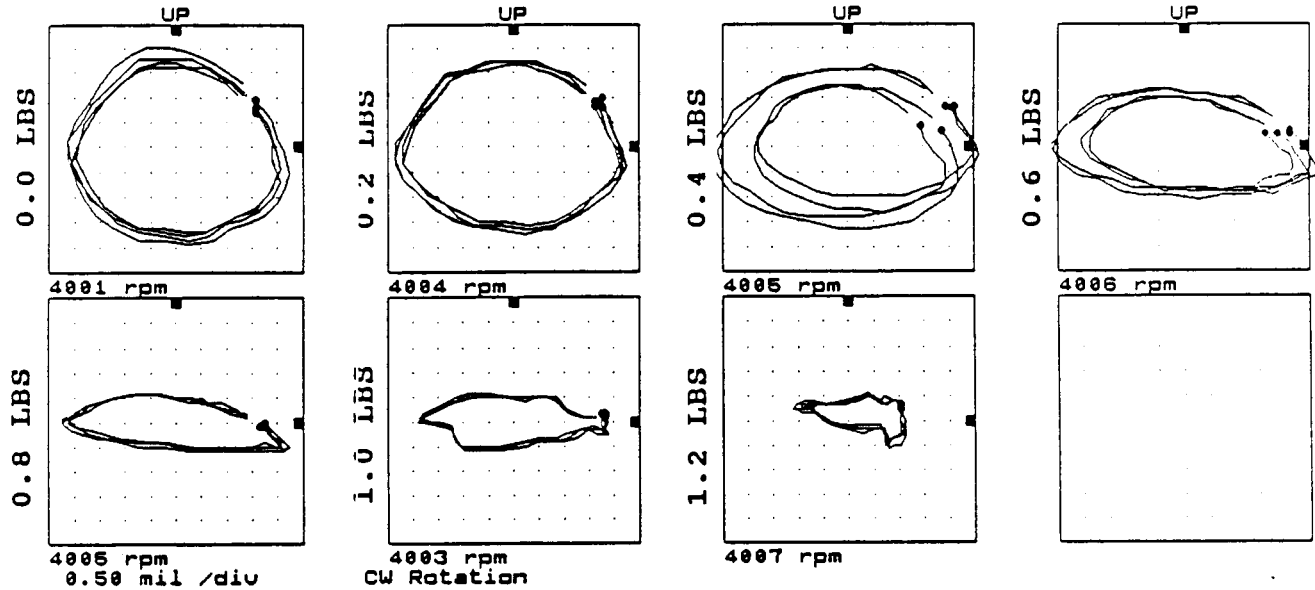 UP
UP
UP
UP
0.0 LBS
0.2 LBS
0.4 LBS
0.6 LBS
4001 rpm
4004 rpm
4005 rpm
4006 rpm
0.8 LBS
1.0 LBS
1.2 LBS
4005 rpm
4003 rpm
4007 rpm
0.50 mil /div
CW Rotation